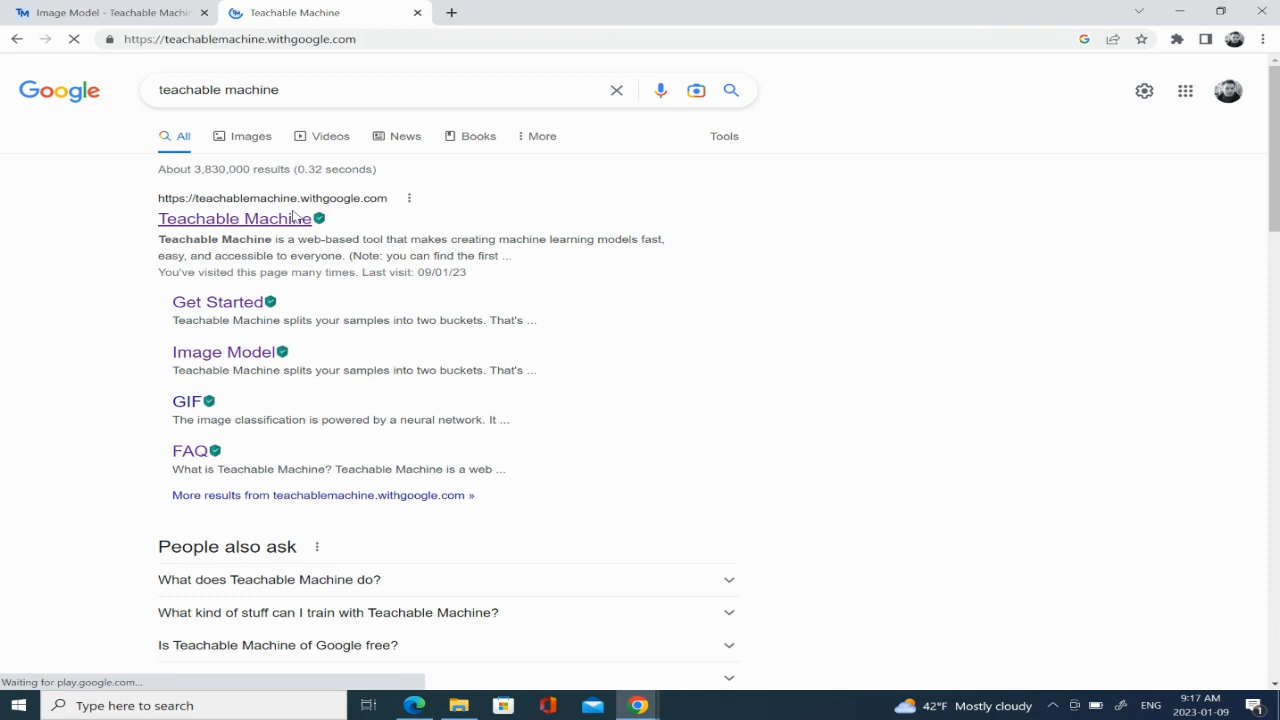 Image Model - Teachable Machin
Teachable Machine
https://teachablemachine.withgoogle.com
Google
teachable machine
All
Images
Videos
News
Books
More
Tools
About 3,830,000 results (0.32 seconds)
https://teachablemachine.withgoogle.com
Teachable Machine
Teachable Machine is a web-based tool that makes creating machine learning models fast,
easy, and accessible to everyone. (Note: you can find the first ...
You've visited this page many times. Last visit: 09/01/23
Get Started
Teachable Machine splits your samples into two buckets. That's ...
Image Model
Teachable Machine splits your samples into two buckets. That's ...
GIF
The image classification is powered by a neural network. It ...
FAQ
What is Teachable Machine? Teachable Machine is a web ...
More results from teachablemachine.withgoogle.com »
People also ask
What does Teachable Machine do?
What kind of stuff can I train with Teachable Machine?
Is Teachable Machine of Google free?
Waiting for play.google.com...
Type here to search
42°F Mostly cloudy
ENG
9:17 AM
2023-01-09
1